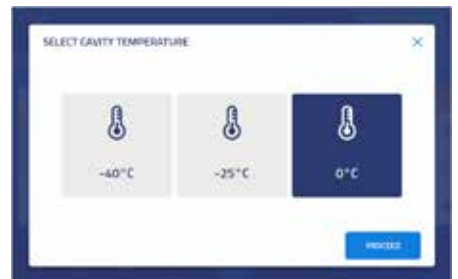 SELECT CAVITY TEMPERATURE
-40°C
-25°C
0°C
PROCEED